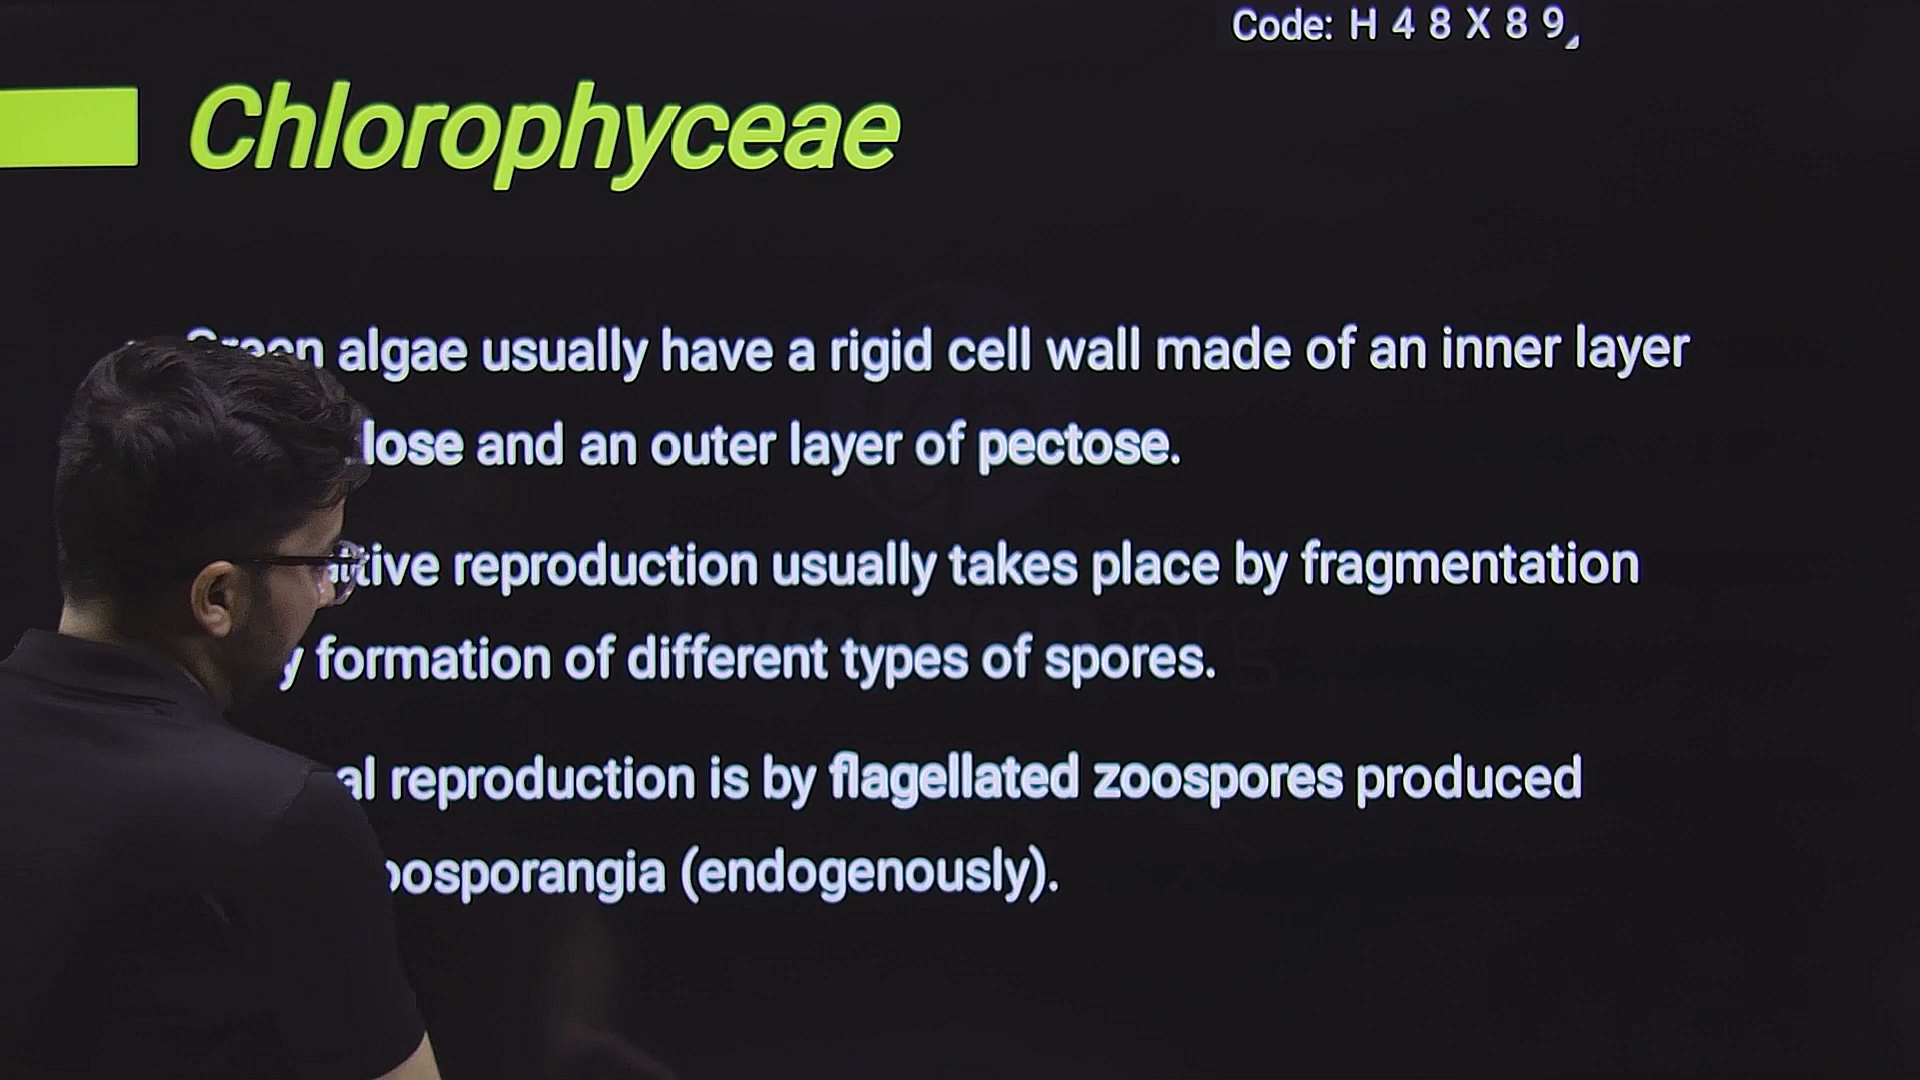 Code: H 4 8 X 8 9
Chlorophyceae
Green algae usually have a rigid cell wall made of an inner layer
lose and an outer layer of pectose.
tive reproduction usually takes place by fragmentation
y formation of different types of spores.
al reproduction is by flagellated zoospores produced
oosporangia (endogenously).